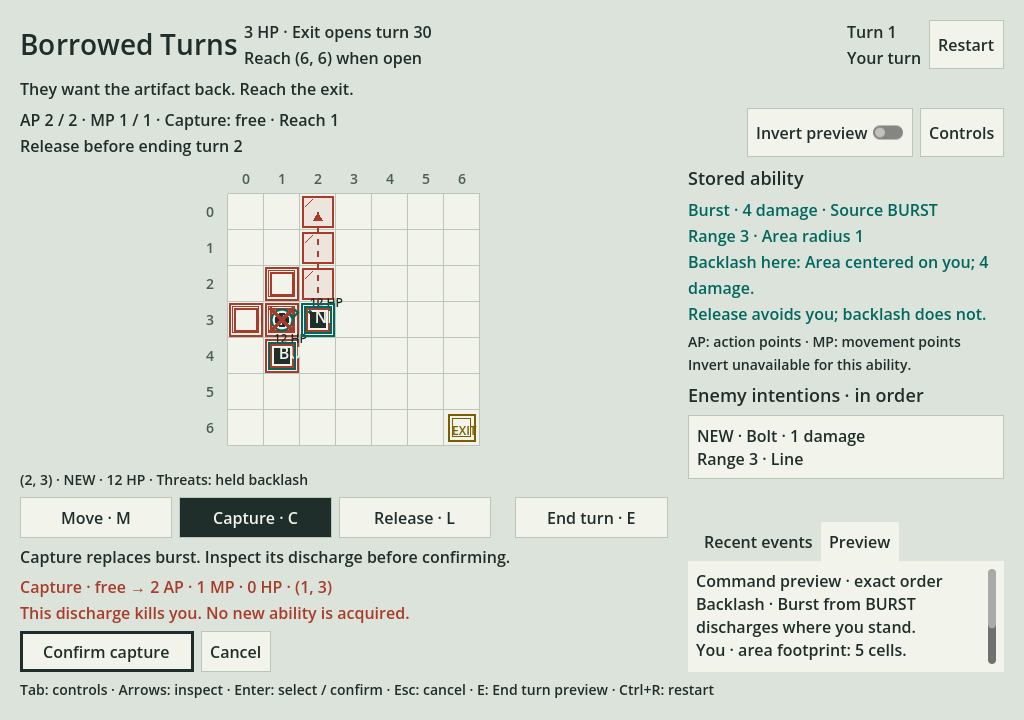 Borrowed Turns
3 HP · Exit opens turn 30
Reach (6, 6) when open
Turn 1
Your turn
Restart
They want the artifact back. Reach the exit.
AP 2 / 2 · MP 1 / 1 · Capture: free · Reach 1
Release before ending turn 2
Invert preview
Controls
0 1 2 3 4 5 6
0
1
2
3
4
5
6
12 HP
N
12 HP
EXIT
(2, 3) · NEW · 12 HP · Threats: held backlash
Move · M
Capture · C
Release · L
End turn · E
Capture replaces burst. Inspect its discharge before confirming.
Capture · free → 2 AP · 1 MP · 0 HP · (1, 3)
This discharge kills you. No new ability is acquired.
Confirm capture
Cancel
Stored ability
Burst · 4 damage · Source BURST
Range 3 · Area radius 1
Backlash here: Area centered on you; 4
damage.
Release avoids you; backlash does not.
AP: action points · MP: movement points
Invert unavailable for this ability.
Enemy intentions · in order
NEW · Bolt · 1 damage
Range 3 · Line
Recent events
Preview
Command preview · exact order
Backlash · Burst from BURST
discharges where you stand.
You · area footprint: 5 cells.
Tab: controls · Arrows: inspect · Enter: select / confirm · Esc: cancel · E: End turn preview · Ctrl+R: restart